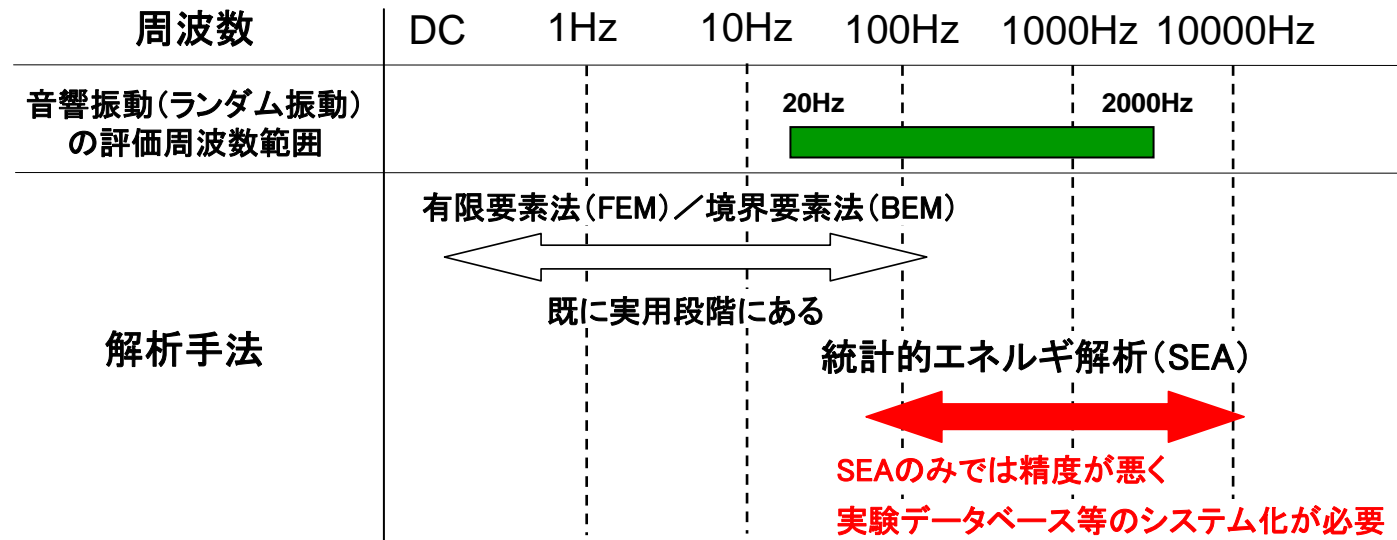 周波数 DC 1Hz 10Hz 100Hz 1000Hz 10000Hz
音響振動(ランダム振動)
の評価周波数範囲
20Hz 2000Hz
解析手法
有限要素法(FEM)／境界要素法(BEM)
既に実用段階にある
統計的エネルギ解析(SEA)
SEAのみでは精度が悪く
実験データベース等のシステム化が必要